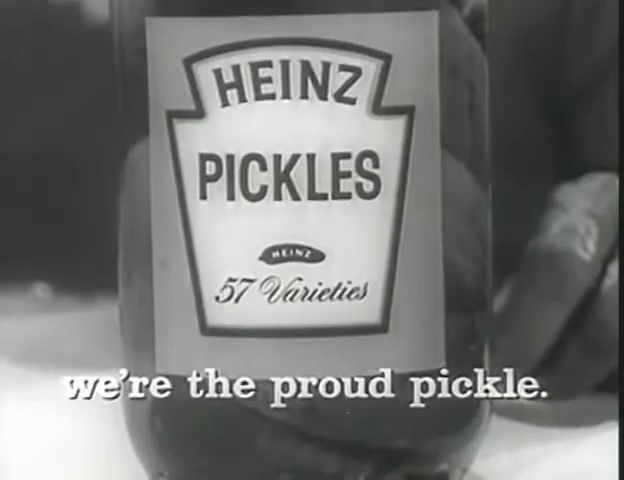 HEINZ
PICKLES
HEINZ
57 Varieties
we're the proud pickle.